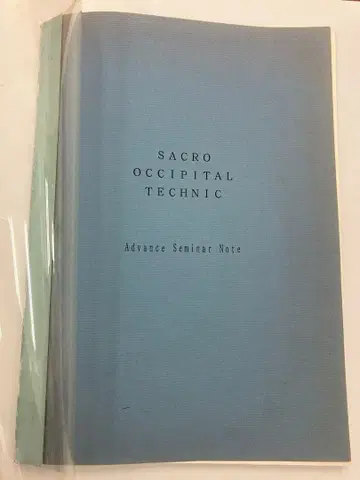 SACRO
OCCIPITAL
TECHNIC
Advance Seminar Note